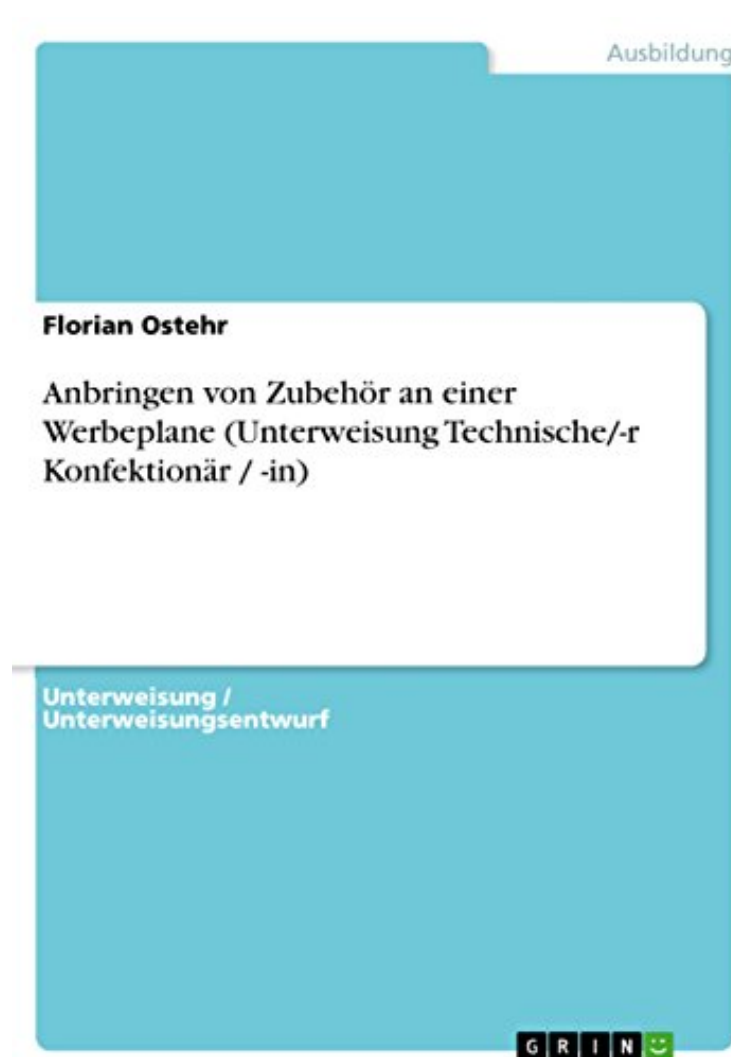 Ausbildung
Florian Ostehr
Anbringen von Zubehör an einer
Werbeplane (Unterweisung Technische/-r
Konfektionär / -in)
Unterweisung /
Unterweisungsentwurf
GRIN